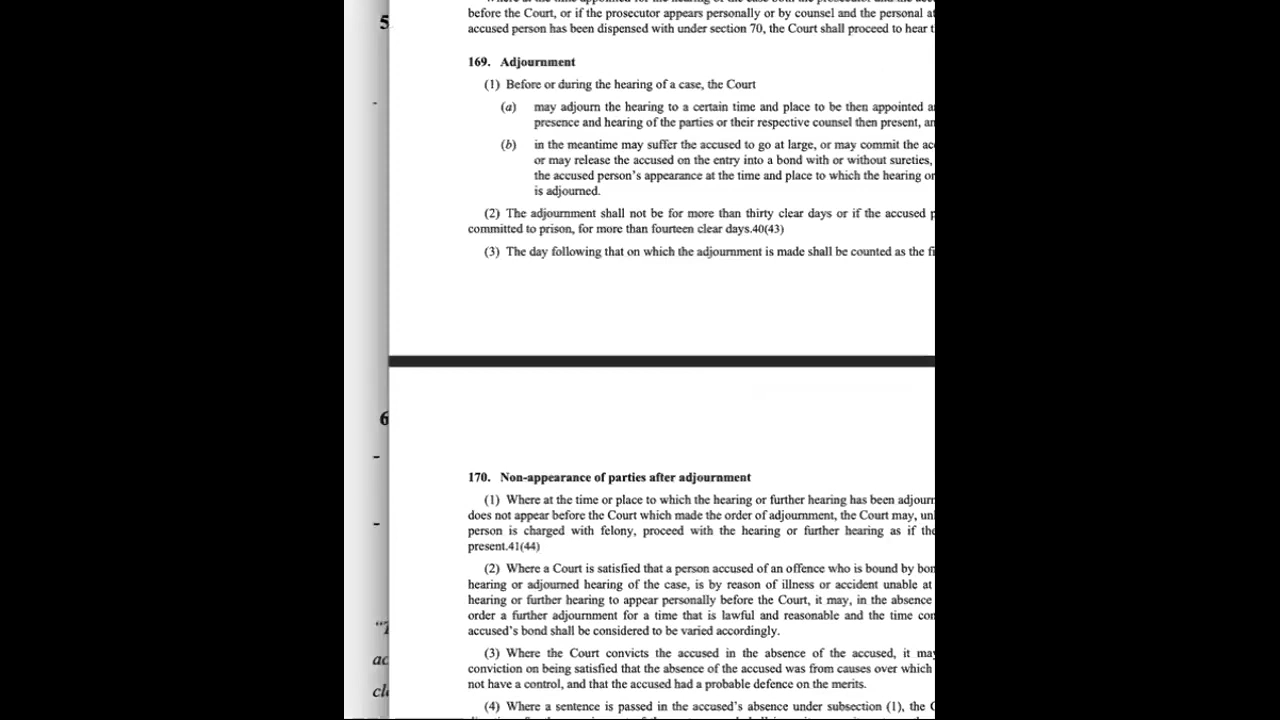 5
before the Court, or if the prosecutor appears personally or by counsel and the personal
accused person has been dispensed with under section 70, the Court shall proceed to hear
169. Adjournment
(1) Before or during the hearing of a case, the Court
(a) may adjourn the hearing to a certain time and place to be then appointed
presence and hearing of the parties or their respective counsel then present,
(b) in the meantime may suffer the accused to go at large, or may commit the
or may release the accused on the entry into a bond with or without sureties,
the accused person's appearance at the time and place to which the hearing or
is adjourned.
(2) The adjournment shall not be for more than thirty clear days or if the accused
committed to prison, for more than fourteen clear days.40(43)
(3) The day following that on which the adjournment is made shall be counted as the
6
170. Non-appearance of parties after adjournment
(1) Where at the time or place to which the hearing or further hearing has been
does not appear before the Court which made the order of adjournment, the Court may,
person is charged with felony, proceed with the hearing or further hearing as if the
present.41(44)
(2) Where a Court is satisfied that a person accused of an offence who is bound by
hearing or adjourned hearing of the case, is by reason of illness or accident unable at
hearing or further hearing to appear personally before the Court, it may, in the absence
order a further adjournment for a time that is lawful and reasonable and the time
accused's bond shall be considered to be varied accordingly.
(3) Where the Court convicts the accused in the absence of the accused, it
conviction on being satisfied that the absence of the accused was from causes over which
not have a control, and that the accused had a probable defence on the merits.
(4) Where a sentence is passed in the accused's absence under subsection (1), the